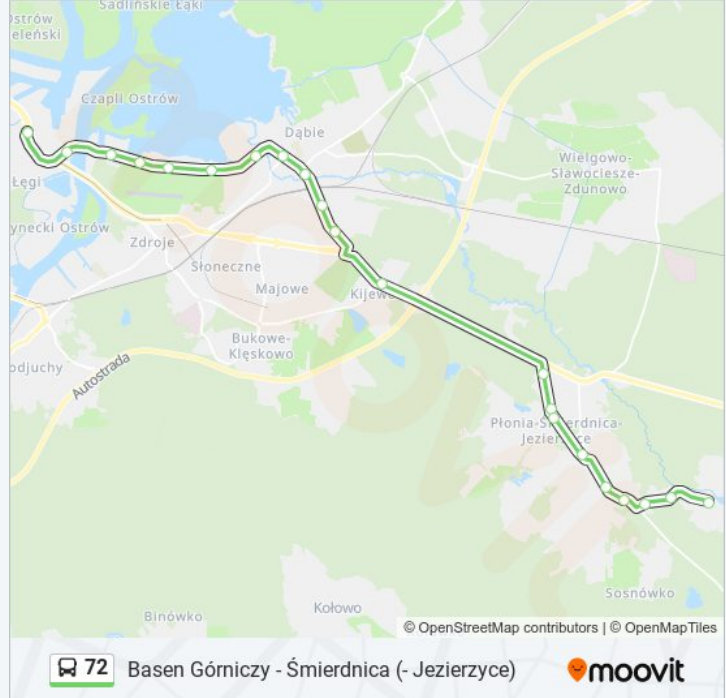 Sadlińskie Łąki
strów
eleński
Czapli Ostrów
Dąbie
Wielgowo-
Sławociesze-
Zdunowo
Łęgi
ynecki Ostrów
Zdroje
Słoneczne
Majowe
Kijewo
Bukowe-
Klęskowo
odjuchy
Autostrada
Płonia-Śmierdnica-
Jezierzyce
Sosnówko
Binówko
Kołowo
© OpenStreetMap contributors | © OpenMapTiles
72 Basen Górniczy - Śmierdnica (- Jezierzyce) moovit